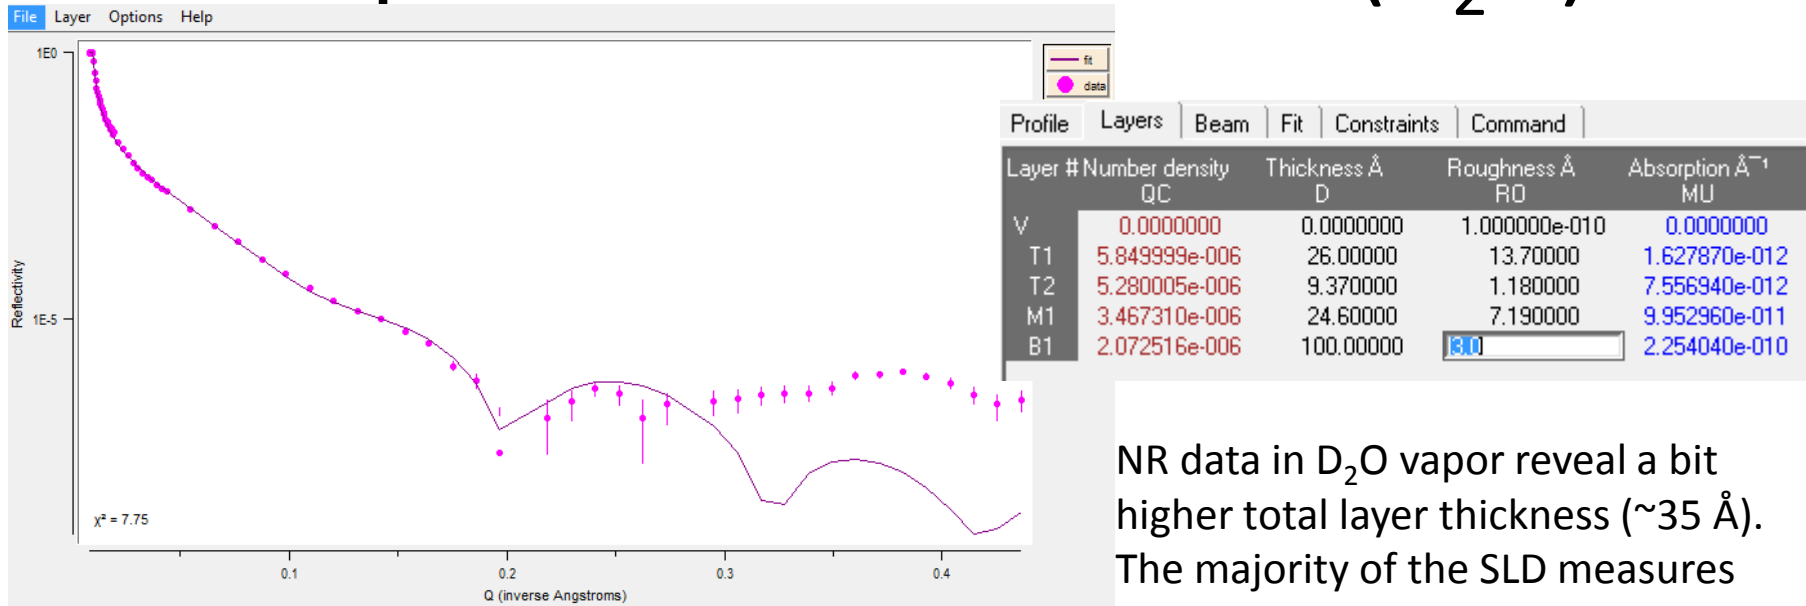 (
2
)
File Layer Options Help
1E0
fit
data
Reflectivity
1E-5
χ² = 7.75
0.1 0.2 0.3 0.4
Q (inverse Angstroms)
Profile Layers Beam Fit Constraints Command
Layer # Number density Thickness Å Roughness Å Absorption Å¯¹
QC D RO MU
V 0.0000000 0.0000000 1.000000e-010 0.0000000
T1 5.849999e-006 26.00000 13.70000 1.627870e-012
T2 5.280005e-006 9.370000 1.180000 7.556940e-012
M1 3.467310e-006 24.60000 7.190000 9.952960e-011
B1 2.072516e-006 100.00000 3.0 2.254040e-010
NR data in D₂O vapor reveal a bit
higher total layer thickness (~35 Å).
The majority of the SLD measures